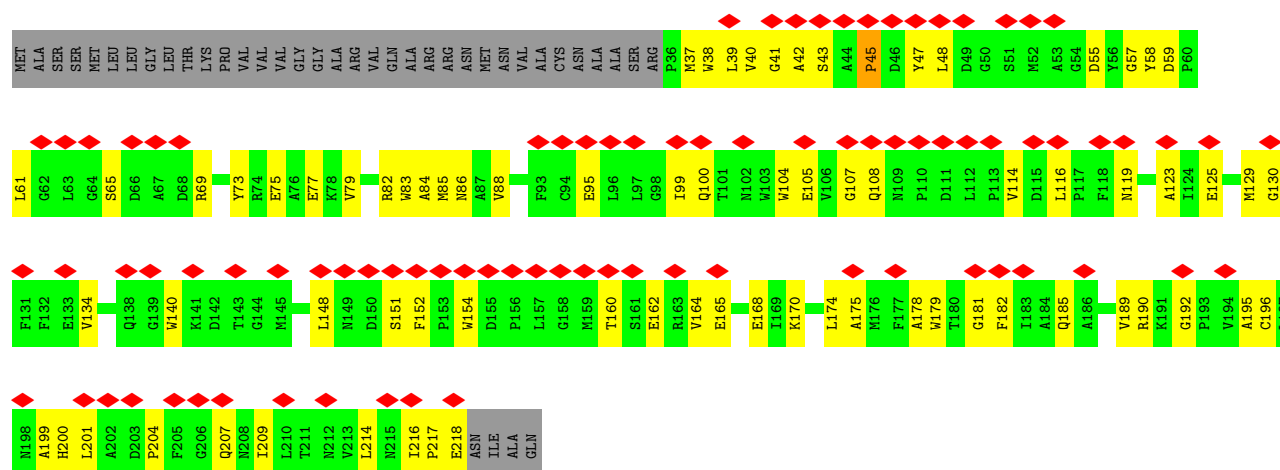 MET ALA SER SER MET LEU LEU GLY LEU THR LYS PRO VAL VAL VAL GLY GLY ALA ARG VAL GLN ALA ARG ARG ASN MET ASN VAL ALA CYS ASN ALA ALA SER ARG P36 M37 W38 L39 V40 G41 A42 S43 A44 P45 D46 Y47 L48 D49 G50 S51 M52 A53 G54 D55 Y56 G57 Y58 D59 P60
L61 G62 L63 G64 S65 D66 A67 D68 R69 Y73 R74 E75 A76 E77 K78 V79 R82 W83 A84 M85 N86 A87 V88 F93 C94 E95 L96 L97 G98 I99 Q100 T101 N102 W103 W104 E105 V106 G107 Q108 N109 P110 D111 L112 P113 V114 D115 L116 P117 F118 N119 A123 I124 E125 M129 G130
F131 F132 E133 V134 Q138 G139 W140 K141 D142 T143 G144 M145 L148 N149 D150 S151 F152 P153 W154 D155 P156 L157 G158 M159 T160 S161 E162 R163 V164 E165 E168 I169 K170 L174 A175 M176 F177 A178 W179 T180 G181 F182 I183 A184 Q185 A186 V189 R190 K191 G192 P193 V194 A195 C196
N198 A199 H200 L201 A202 D203 P204 F205 G206 Q207 N208 I209 L210 T211 N212 V213 L214 N215 I216 P217 E218 ASN ILE ALA GLN